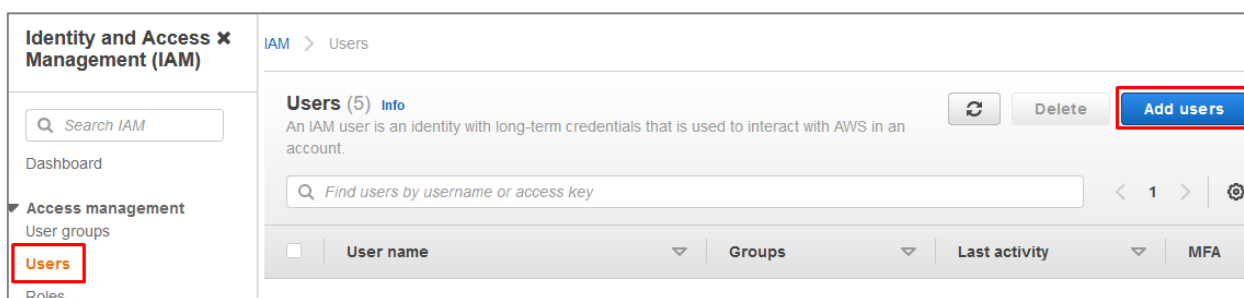 Identity and Access
Management (IAM)
Search IAM
Dashboard
Access management
User groups
Users
Roles
IAM > Users
Users (5) Info
An IAM user is an identity with long-term credentials that is used to interact with AWS in an
account.
Delete
Add users
Find users by username or access key
1
User name
Groups
Last activity
MFA